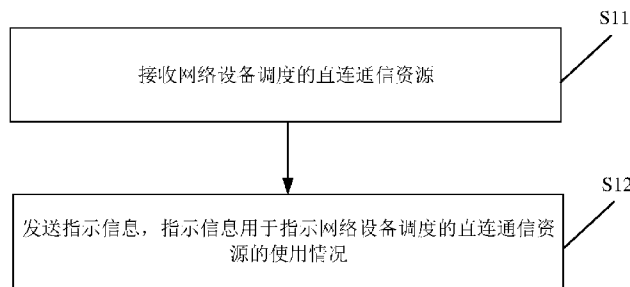 S11
接收网络设备调度的直连通信资源
S12
发送指示信息，指示信息用于指示网络设备调度的直连通信资
源的使用情况